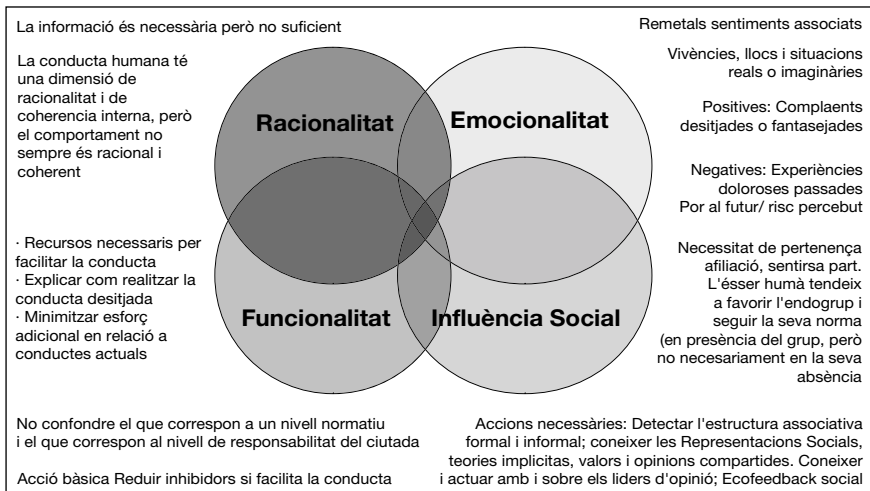 La informació és necessària però no suficient
La conducta humana té
una dimensió de
racionalitat i de
coherencia interna, però
el comportament no
sempre és racional i
coherent
Remetals sentiments associats
Vivències, llocs i situacions
reals o imaginàries
Positives: Complaents
desitjades o fantasejades
Negatives: Experiències
doloroses passades
Por al futur/ risc percebut
Racionalitat
Emocionalitat
· Recursos necessaris per
facilitar la conducta
· Explicar com realitzar la
conducta desitjada
· Minimitzar esforç
adicional en relació a
conductes actuals
Funcionalitat
Influència Social
Necessitat de pertenença
afiliació, sentirsa part.
L'ésser humà tendeix
a favorir l'endogrup i
seguir la seva norma
(en presència del grup, però
no necesariament en la seva
absència
No confondre el que correspon a un nivell normatiu
i el que correspon al nivell de responsabilitat del ciutada
Acció bàsica Reduir inhibidors si facilita la conducta
Accions necessàries: Detectar l'estructura associativa
formal i informal; coneixer les Representacions Socials,
teories implicitas, valors i opinions compartides. Coneixer
i actuar amb i sobre els liders d'opinió; Ecofeedback social